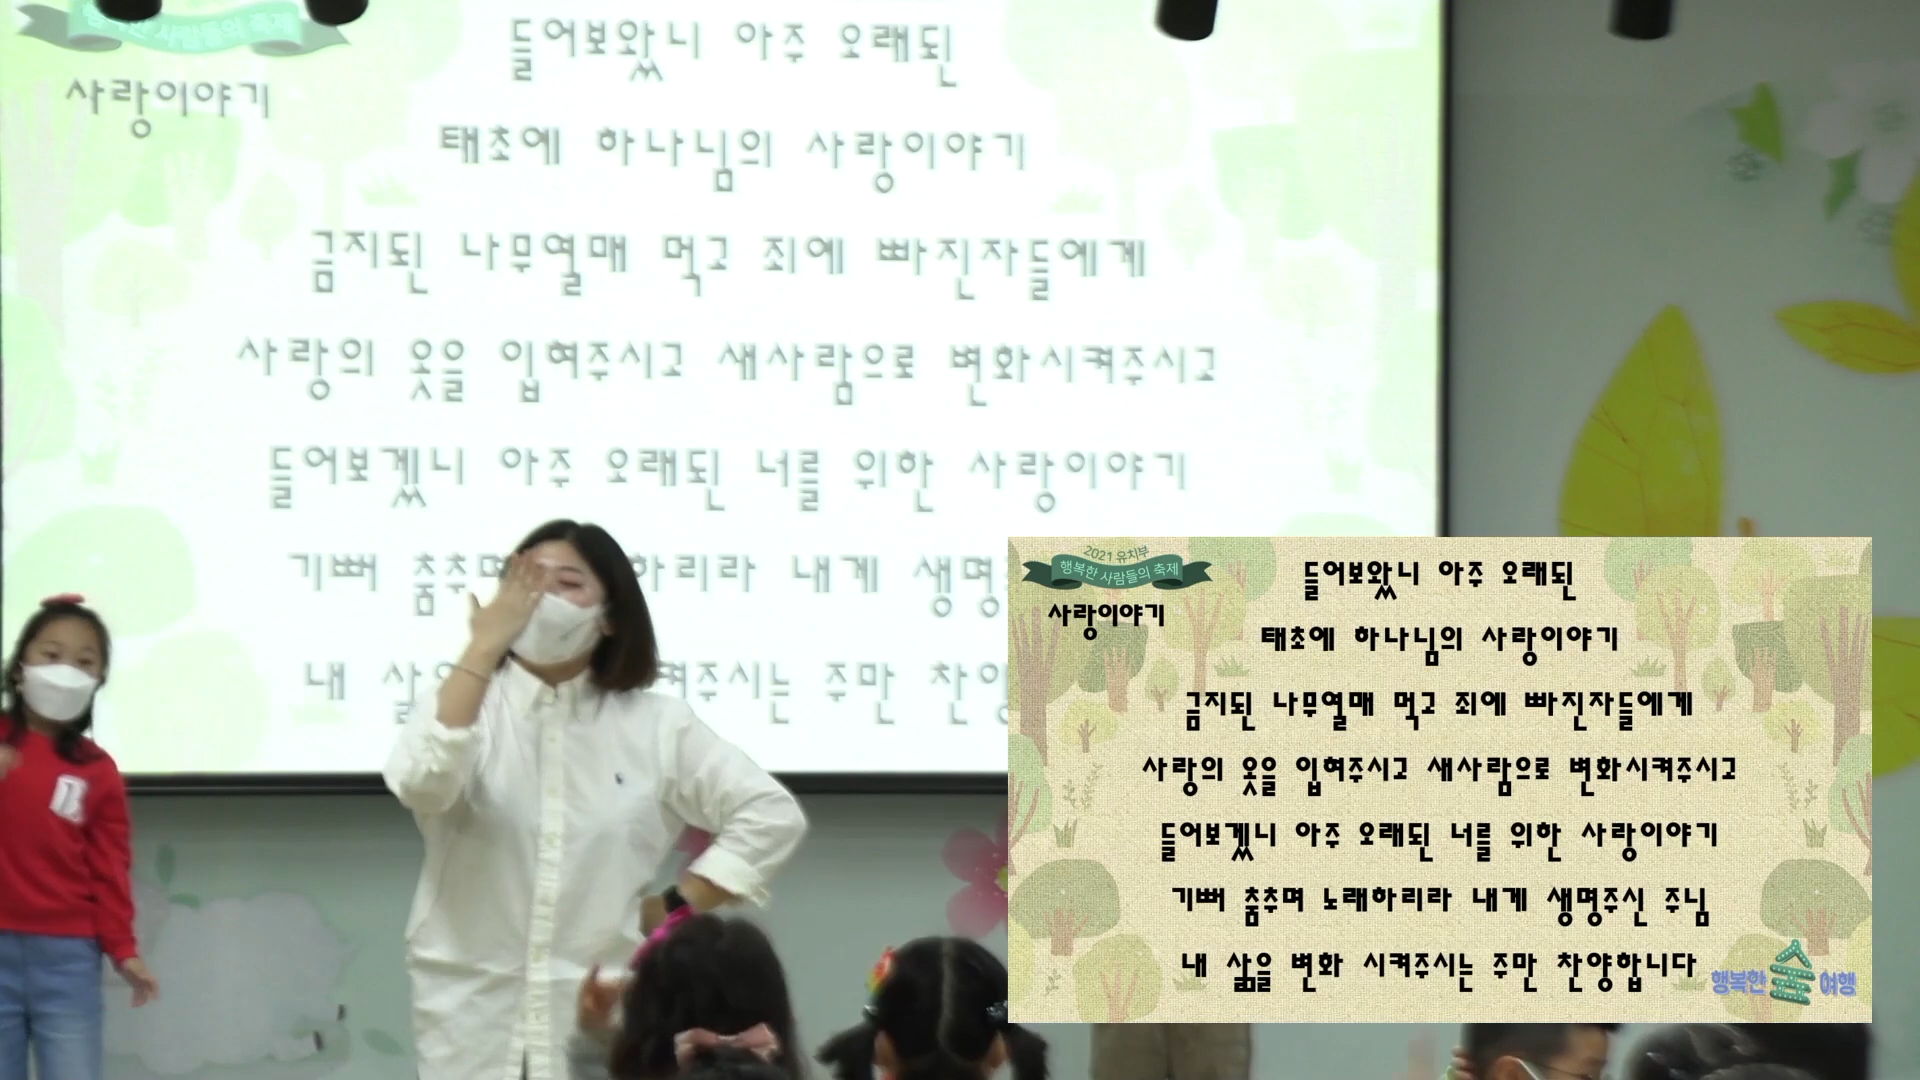 행복한 사람들의 축제
사랑이야기
들어보왔니 아주 오래된
태초에 하나님의 사랑이야기
금지된 나무열매 먹고 죄에 빠진자들에게
사랑의 옷을 입혀주시고 새사람으로 변화시켜주시고
들어보겠니 아주 오래된 너를 위한 사랑이야기
기뻐 춤추며 하리라 내게 생명
내 켜주시는 주만 찬양
2021 유치부
행복한 사람들의 축제
사랑이야기
들어보왔니 아주 오래된
태초에 하나님의 사랑이야기
금지된 나무열매 먹고 죄에 빠진자들에게
사랑의 옷을 입혀주시고 새사람으로 변화시켜주시고
들어보겠니 아주 오래된 너를 위한 사랑이야기
기뻐 춤추며 노래하리라 내게 생명주신 주님
내 삶을 변화 시켜주시는 주만 찬양합니다
행복한 숲 여행